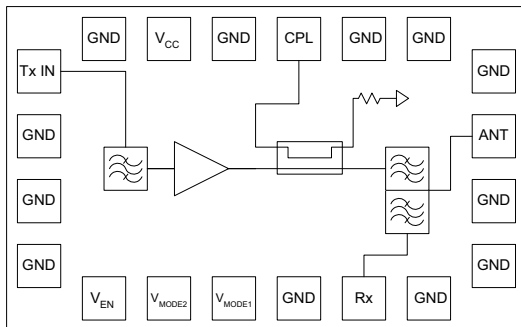 GND VCC GND CPL GND GND
Tx IN GND
GND ANT
GND GND
GND GND
VEN VMODE2 VMODE1 GND Rx GND